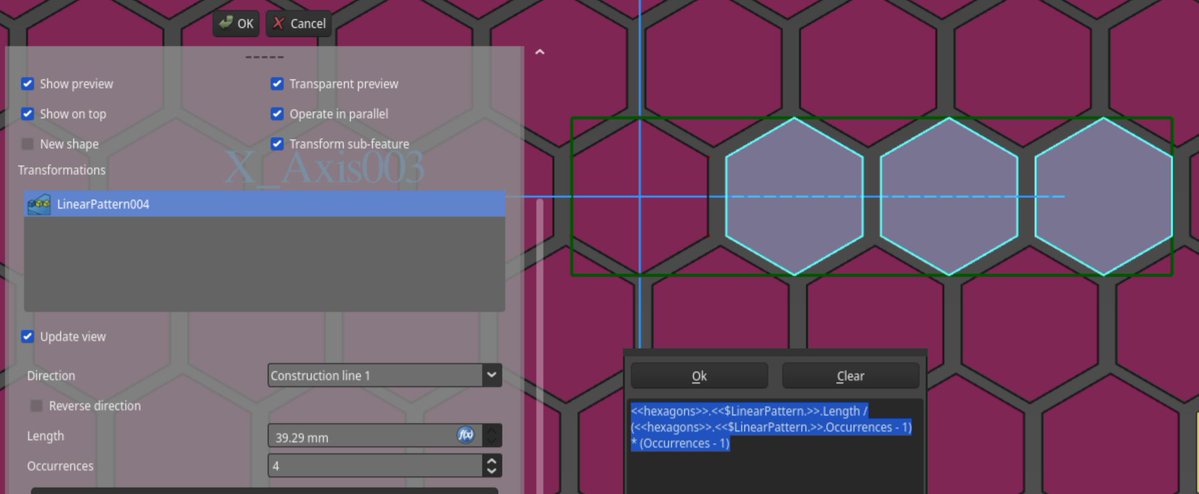 OK Cancel
-----
Show preview Transparent preview
Show on top Operate in parallel
New shape Transform sub-feature
Transformations
X_Axis003
LinearPattern004
Update view
Direction Construction line 1
Reverse direction
Length 39.29 mm f(x)
Occurrences 4
Ok Clear
<<hexagons>>.<<$LinearPattern.>>.Length /
(<<hexagons>>.<<$LinearPattern.>>.Occurrences - 1)
* (Occurrences - 1)